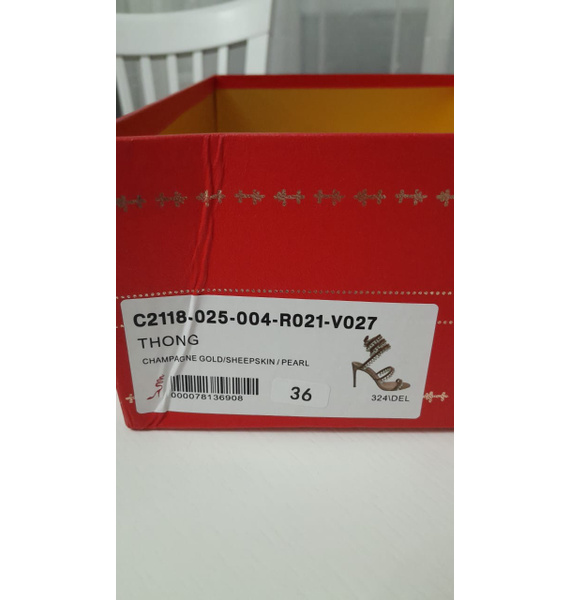 C2118-025-004-R021-V027
THONG
CHAMPAGNE GOLD/SHEEPSKIN / PEARL
000078136908
36
324\DEL